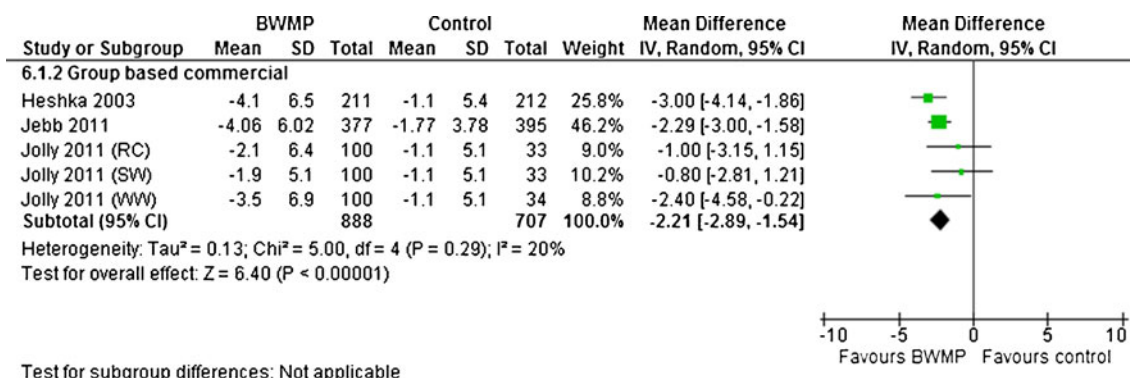 BWMP Control Mean Difference Mean Difference
Study or Subgroup Mean SD Total Mean SD Total Weight IV, Random, 95% CI IV, Random, 95% CI
6.1.2 Group based commercial
Heshka 2003 -4.1 6.5 211 -1.1 5.4 212 25.8% -3.00 [-4.14, -1.86]
Jebb 2011 -4.06 6.02 377 -1.77 3.78 395 46.2% -2.29 [-3.00, -1.58]
Jolly 2011 (RC) -2.1 6.4 100 -1.1 5.1 33 9.0% -1.00 [-3.15, 1.15]
Jolly 2011 (SW) -1.9 5.1 100 -1.1 5.1 33 10.2% -0.80 [-2.81, 1.21]
Jolly 2011 (WW) -3.5 6.9 100 -1.1 5.1 34 8.8% -2.40 [-4.58, -0.22]
Subtotal (95% CI) 888 707 100.0% -2.21 [-2.89, -1.54]
Heterogeneity: Tau² = 0.13; Chi² = 5.00, df = 4 (P = 0.29); I² = 20%
Test for overall effect: Z = 6.40 (P < 0.00001)
-10 -5 0 5 10
Favours BWMP Favours control
Test for subgroup differences: Not applicable